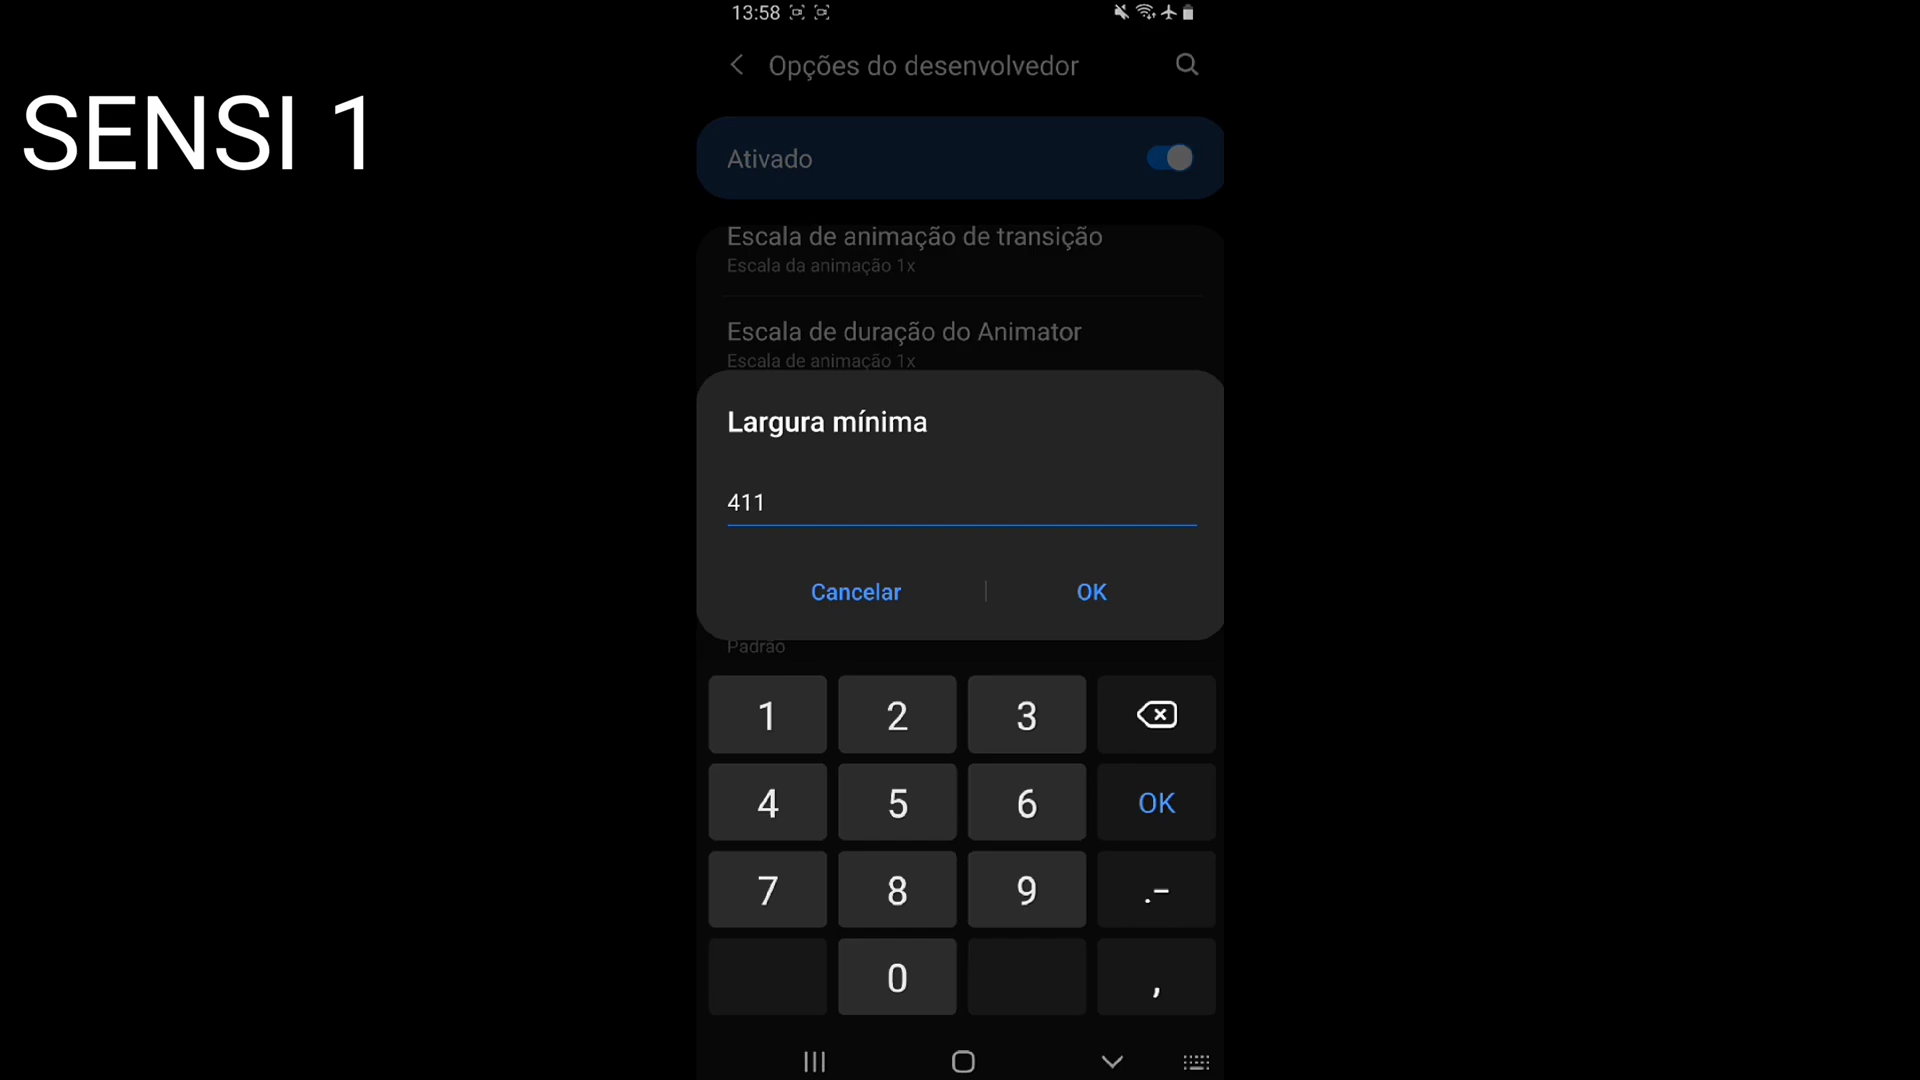 13:58
SENSI 1
Opções do desenvolvedor
Ativado
Escala de animação de transição
Escala da animação 1x
Escala de duração do Animator
Escala de animação 1x
Largura mínima
411
Cancelar
OK
Padrão
1 2 3
4 5 6 OK
7 8 9 .-
0 ,